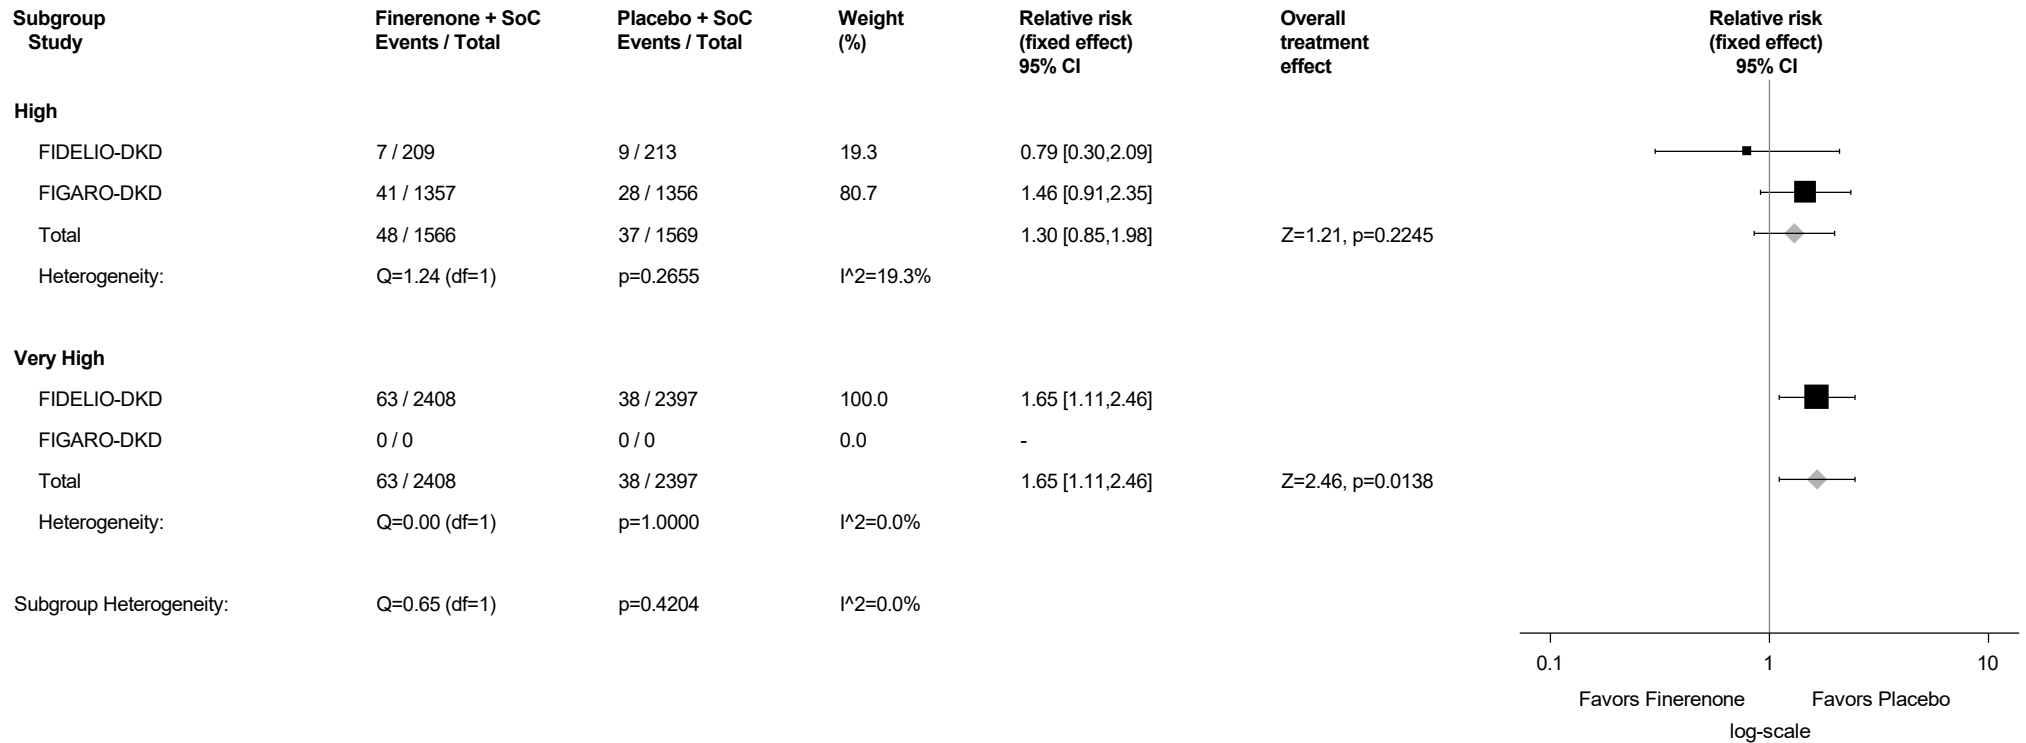 Subgroup Finerenone + SoC Placebo + SoC Weight Relative risk Overall Relative risk
Study Events / Total Events / Total (%) (fixed effect) treatment (fixed effect)
95% CI effect 95% CI
High
FIDELIO-DKD 7 / 209 9 / 213 19.3 0.79 [0.30,2.09]
FIGARO-DKD 41 / 1357 28 / 1356 80.7 1.46 [0.91,2.35]
Total 48 / 1566 37 / 1569 1.30 [0.85,1.98] Z=1.21, p=0.2245
Heterogeneity: Q=1.24 (df=1) p=0.2655 I^2=19.3%
Very High
FIDELIO-DKD 63 / 2408 38 / 2397 100.0 1.65 [1.11,2.46]
FIGARO-DKD 0 / 0 0 / 0 0.0 -
Total 63 / 2408 38 / 2397 1.65 [1.11,2.46] Z=2.46, p=0.0138
Heterogeneity: Q=0.00 (df=1) p=1.0000 I^2=0.0%
Subgroup Heterogeneity: Q=0.65 (df=1) p=0.4204 I^2=0.0%
0.1 1 10
Favors Finerenone Favors Placebo
log-scale